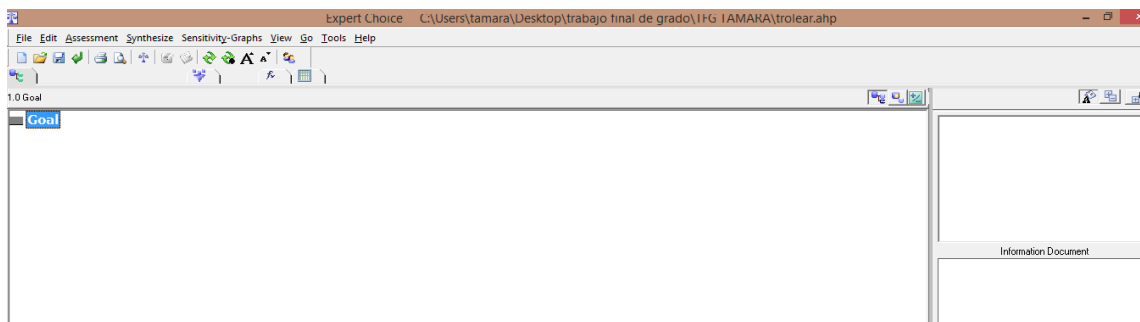 Expert Choice C:\Users\tamara\Desktop\trabajo final de grado\TFG TAMARA\trolear.ahp
File Edit Assessment Synthesize Sensitivity-Graphs View Go Tools Help
1.0 Goal
Goal
Information Document